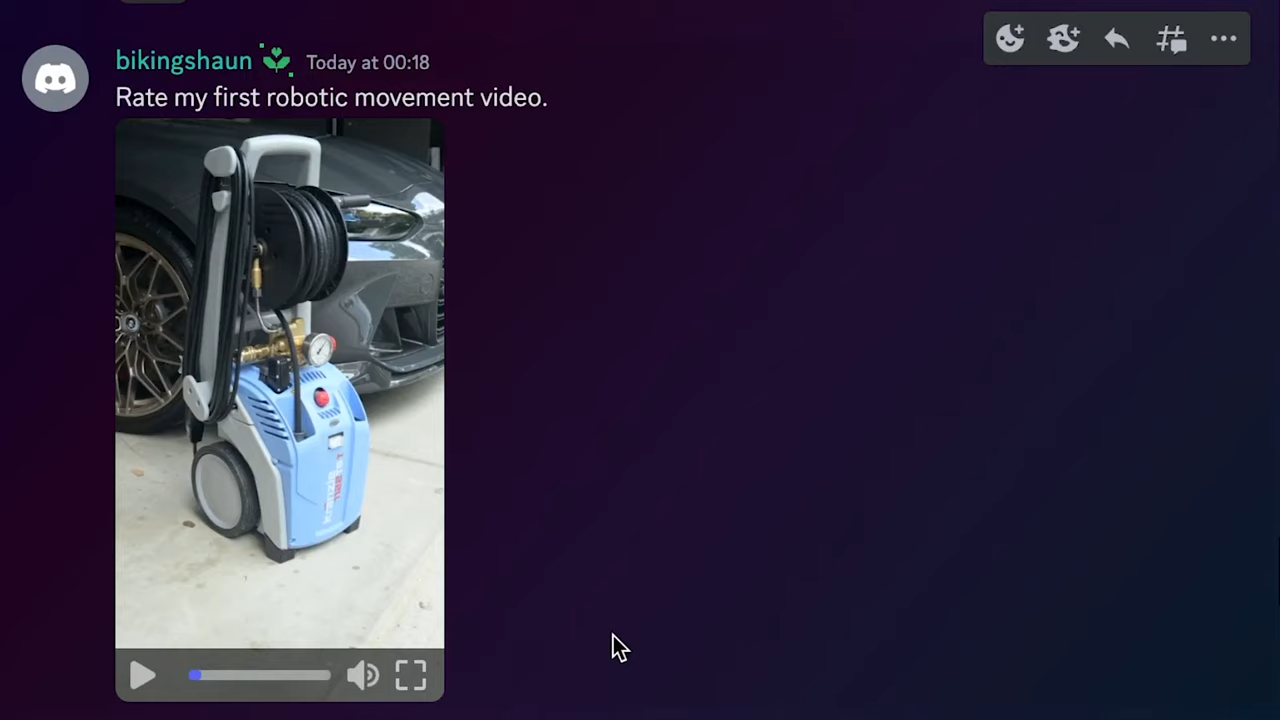 bikingshaun Today at 00:18
Rate my first robotic movement video.